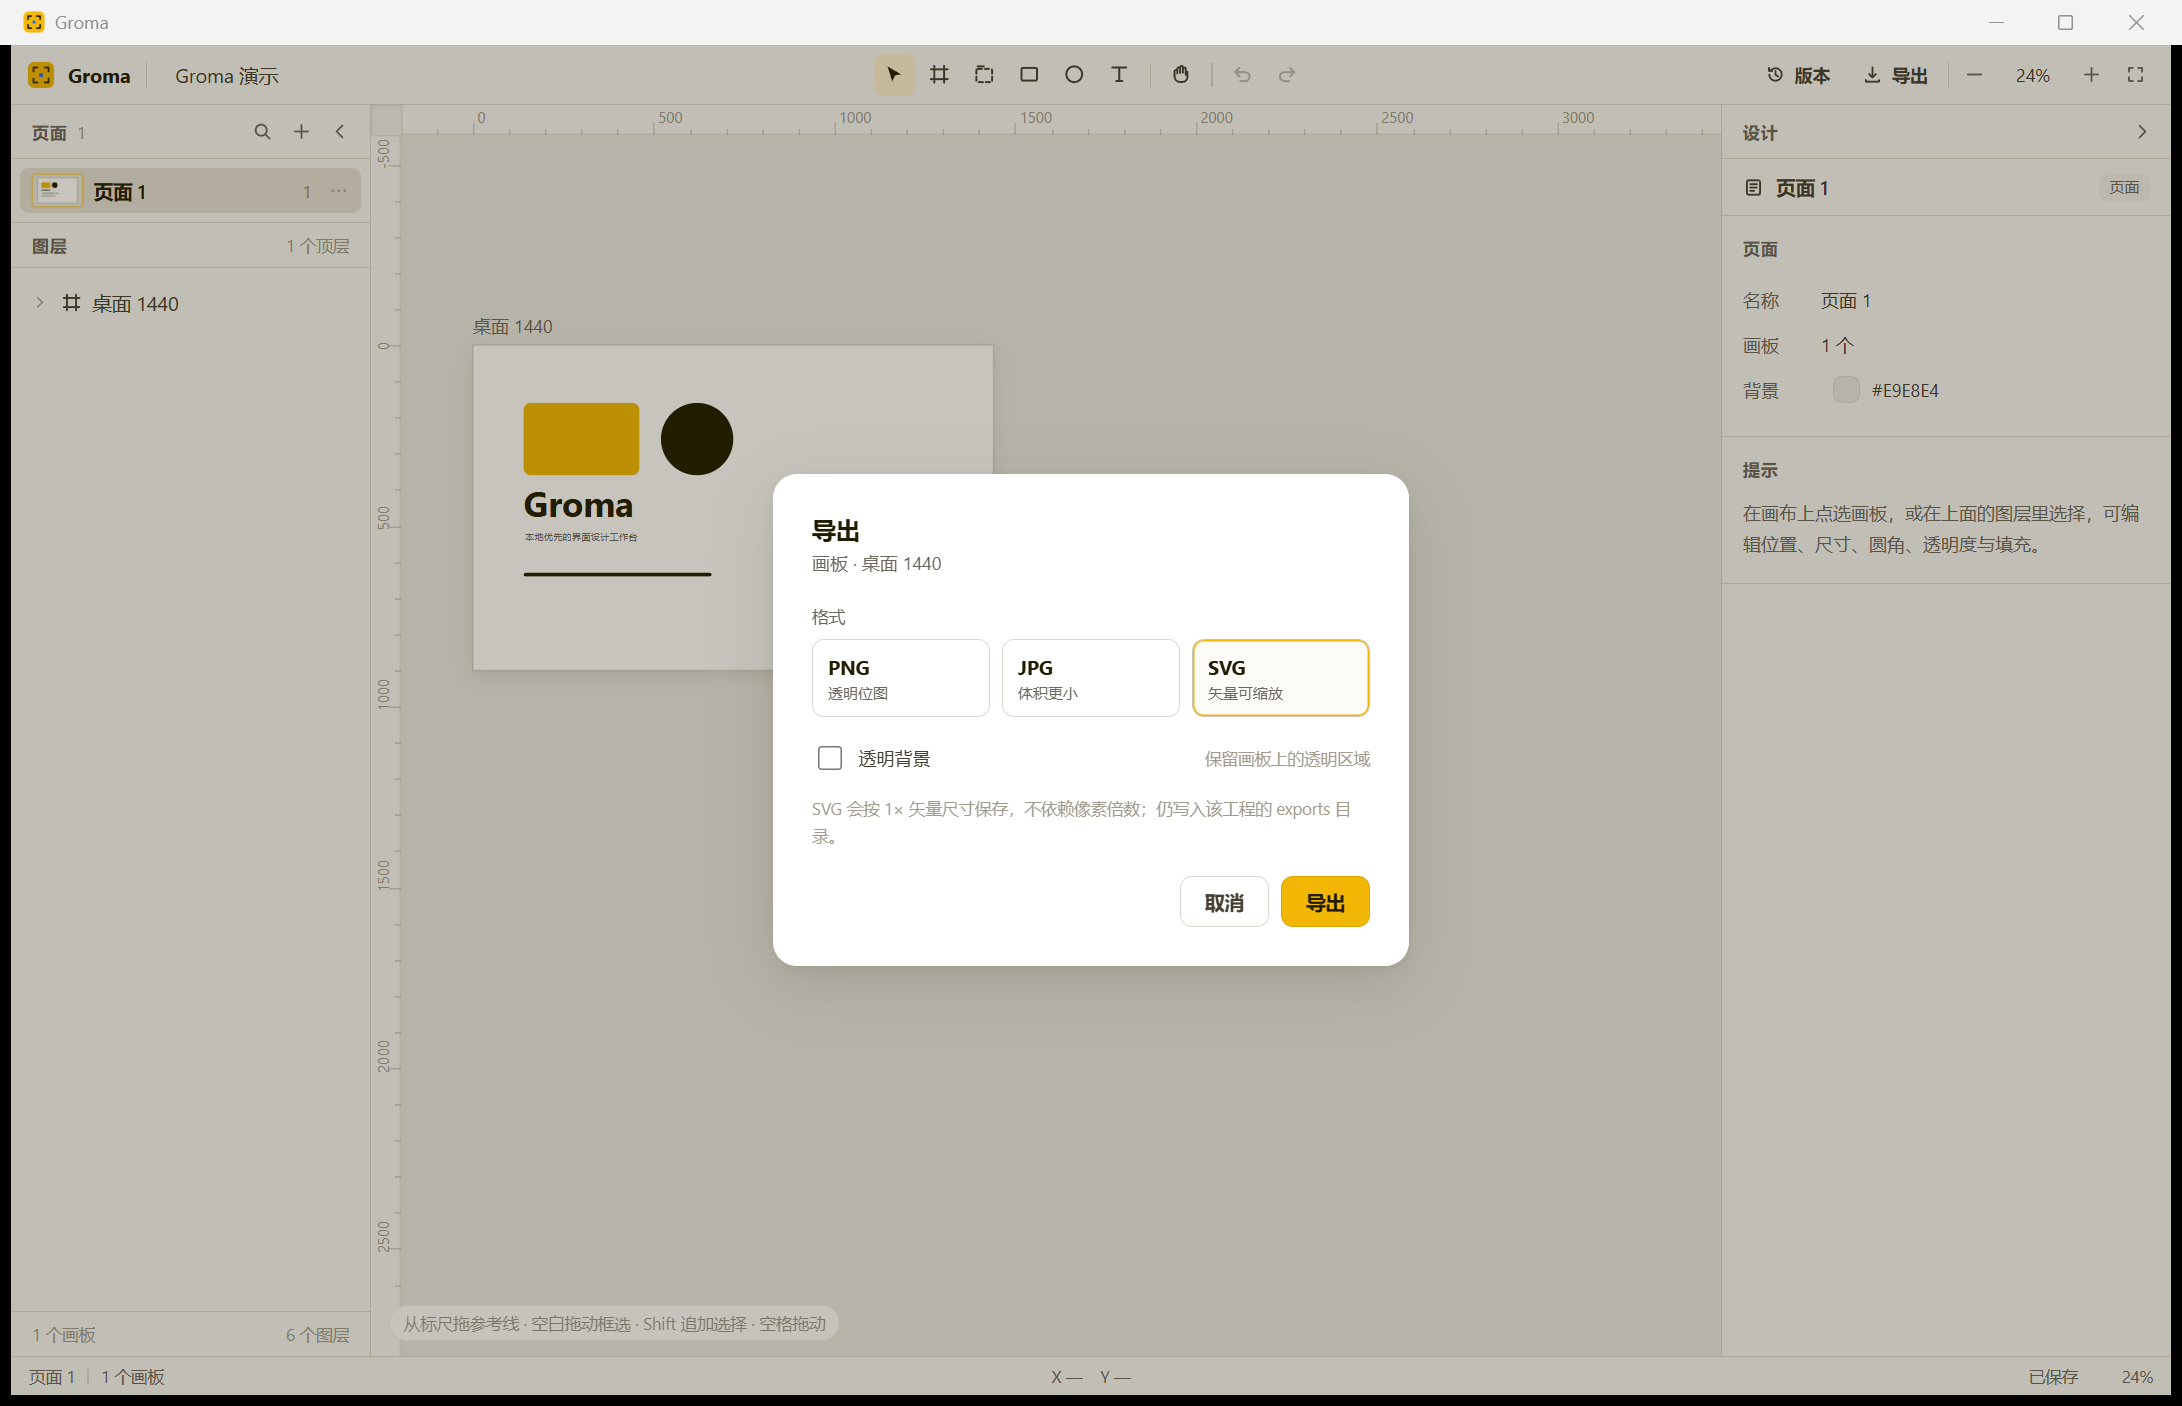 Groma
Groma
Groma 演示
版本
导出
24%
页面 1
页面 1
1
图层
1 个顶层
桌面 1440
1 个画板
6 个图层
0
500
1000
1500
2000
2500
3000
-500
0
500
1000
1500
2000
2500
桌面 1440
Groma
本地优先的界面设计工作台
导出
画板 · 桌面 1440
格式
PNG
透明位图
JPG
体积更小
SVG
矢量可缩放
透明背景
保留画板上的透明区域
SVG 会按 1× 矢量尺寸保存，不依赖像素倍数；仍写入该工程的 exports 目
录。
取消
导出
从标尺拖参考线 · 空白拖动框选 · Shift 追加选择 · 空格拖动
设计
页面 1
页面
页面
名称
页面 1
画板
1 个
背景
#E9E8E4
提示
在画布上点选画板，或在上面的图层里选择，可编
辑位置、尺寸、圆角、透明度与填充。
页面 1
1 个画板
X —
Y —
已保存
24%